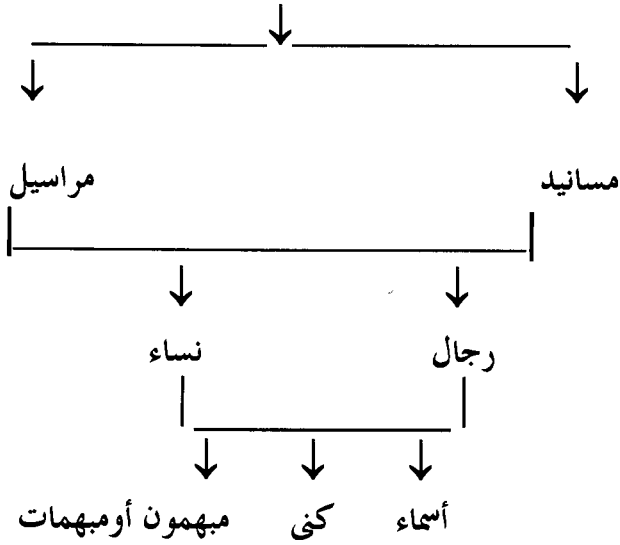 مسانيد مراسيل
رجال نساء
أسماء كنى مبهمون أومبهمات